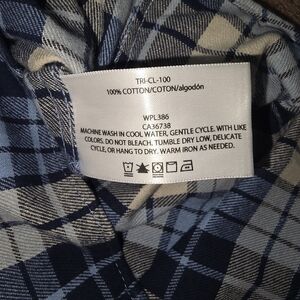 TRI-CL-100
100% COTTON/COTON/algodón
WPL386
CA36738
MACHINE WASH IN COOL WATER, GENTLE CYCLE. WITH LIKE
COLORS. DO NOT BLEACH. TUMBLE DRY LOW, DELICATE
CYCLE, OR HANG TO DRY. WARM IRON AS NEEDED.